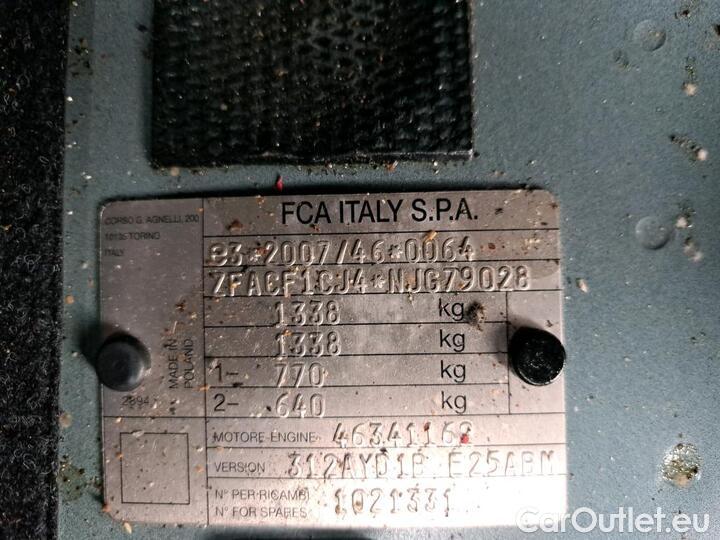 FCA ITALY S.P.A.
CORSO G. AGNELLI, 200
10135 TORINO
ITALY
e3*2007/46*0064
ZFACF1CJ4*NJG79028
1338 kg
1338 kg
1- 770 kg
2- 640 kg
MADE IN
POLAND
2894
MOTORE-ENGINE 46341162
VERSION 312AYD1B E25ABM
N° PER RICAMBI
N° FOR SPARES 1021331
CarOutlet.eu